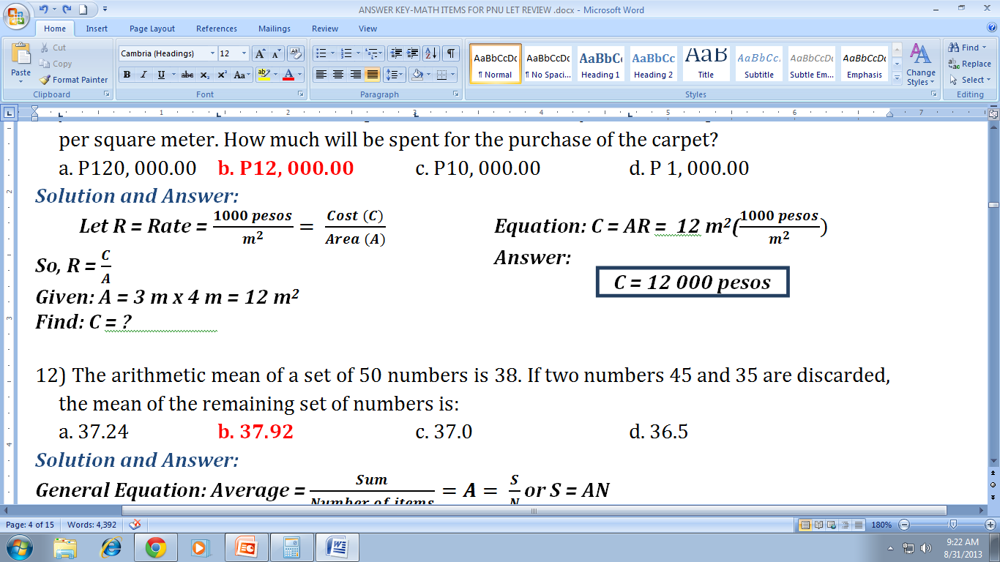 ANSWER KEY-MATH ITEMS FOR PNU LET REVIEW .docx - Microsoft Word
Home Insert Page Layout References Mailings Review View
Paste
Cut
Copy
Format Painter
Clipboard
Cambria (Headings) 12
Font
Paragraph
AaBbCcDc AaBbCcDc AaBbC AaBbCc AaB AaBbCc. AaBbCcDc AaBbCcDc
¶ Normal ¶ No Spaci... Heading 1 Heading 2 Title Subtitle Subtle Em... Emphasis
Styles
Change Styles
Find
Replace
Select
Editing
per square meter. How much will be spent for the purchase of the carpet?
a. P120, 000.00 b. P12, 000.00 c. P10, 000.00 d. P 1, 000.00
Solution and Answer:
Let R = Rate = 1000 pesos / m² = Cost (C) / Area (A) Equation: C = AR = 12 m²(1000 pesos / m²)
So, R = C / A
Answer:
C = 12 000 pesos
Given: A = 3 m x 4 m = 12 m²
Find: C = ?
12) The arithmetic mean of a set of 50 numbers is 38. If two numbers 45 and 35 are discarded,
the mean of the remaining set of numbers is:
a. 37.24 b. 37.92 c. 37.0 d. 36.5
Solution and Answer:
General Equation: Average = Sum / Number of items = A = S / N or S = AN
Page: 4 of 15 Words: 4,392 180%
9:22 AM
8/31/2013